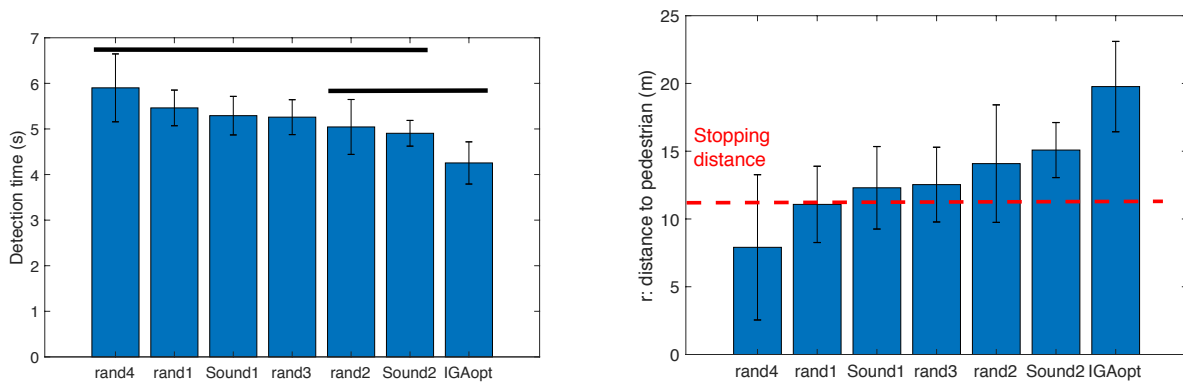 7
6
5
4
3
2
1
0
Detection time (s)
rand4 rand1 Sound1 rand3 rand2 Sound2 IGAopt
25
20
15
10
5
0
r: distance to pedestrian (m)
Stopping
distance
rand4 rand1 Sound1 rand3 rand2 Sound2 IGAopt